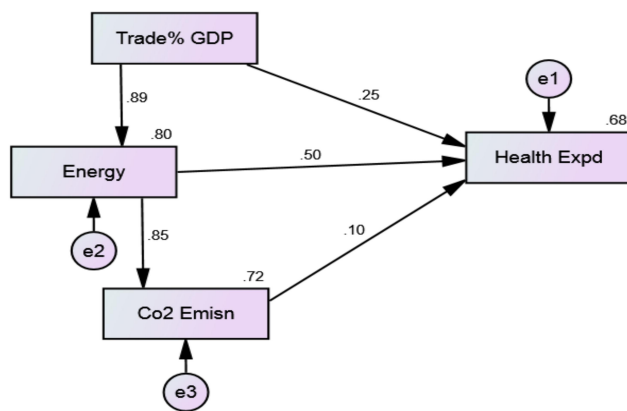 Trade% GDP
e1
.89
.25
.80
.68
Energy
.50
Health Expd
e2
.85
.10
.72
Co2 Emisn
e3